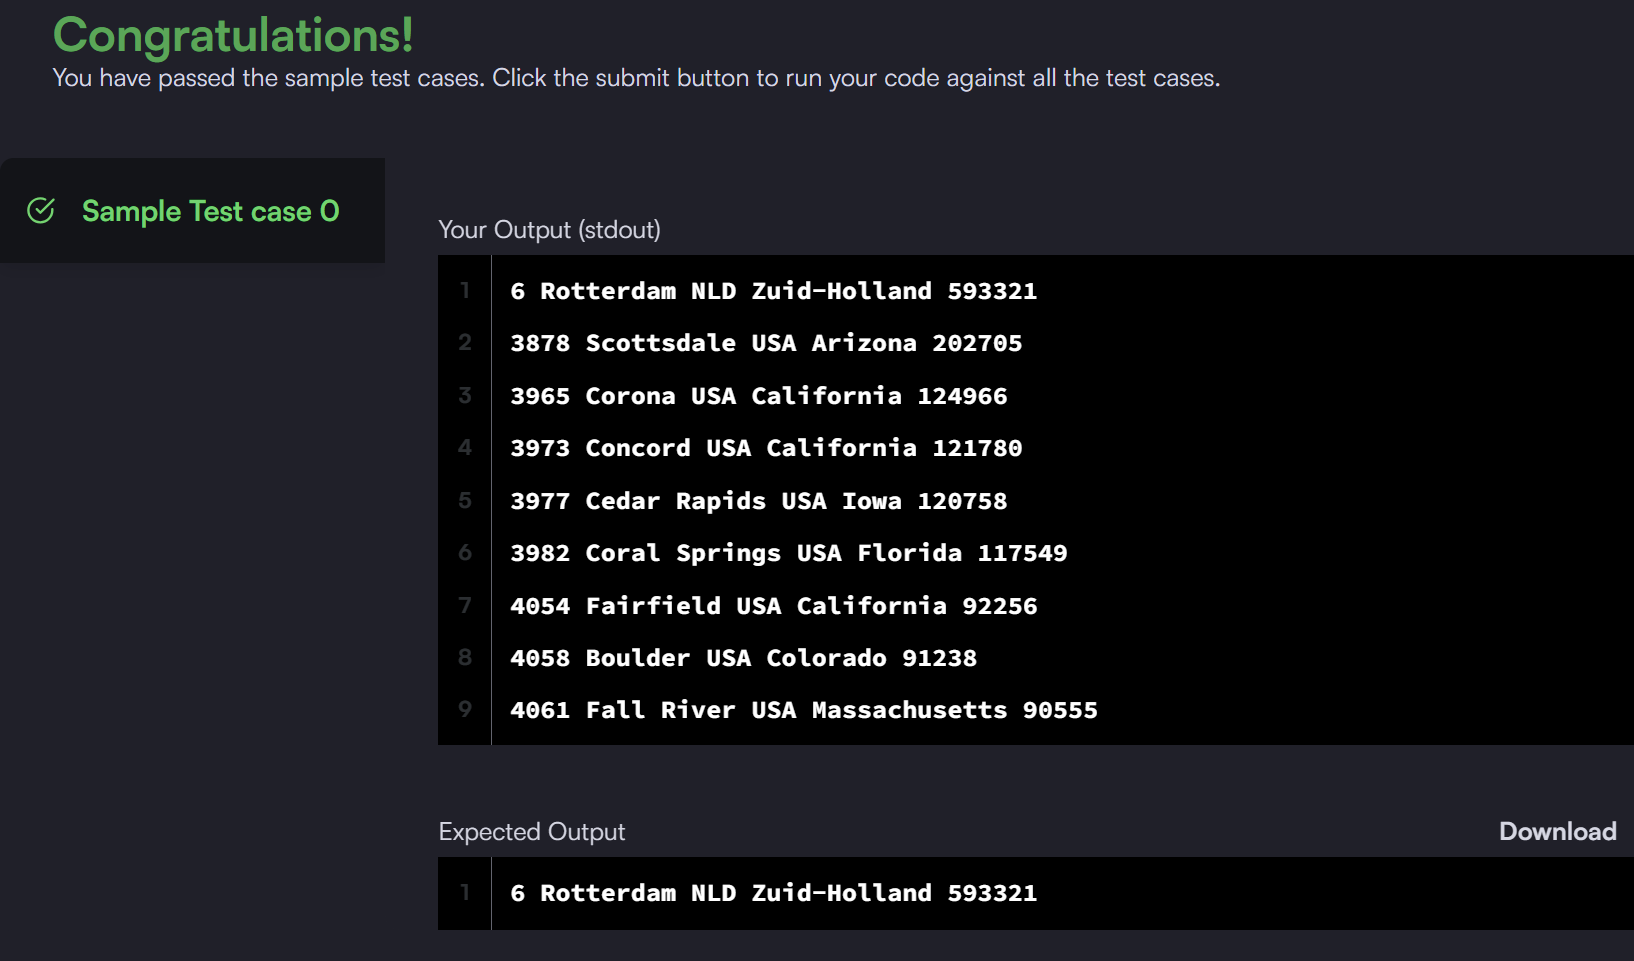 Congratulations!
You have passed the sample test cases. Click the submit button to run your code against all the test cases.
Sample Test case 0
Your Output (stdout)
1 6 Rotterdam NLD Zuid-Holland 593321
2 3878 Scottsdale USA Arizona 202705
3 3965 Corona USA California 124966
4 3973 Concord USA California 121780
5 3977 Cedar Rapids USA Iowa 120758
6 3982 Coral Springs USA Florida 117549
7 4054 Fairfield USA California 92256
8 4058 Boulder USA Colorado 91238
9 4061 Fall River USA Massachusetts 90555
Expected Output
Download
1 6 Rotterdam NLD Zuid-Holland 593321